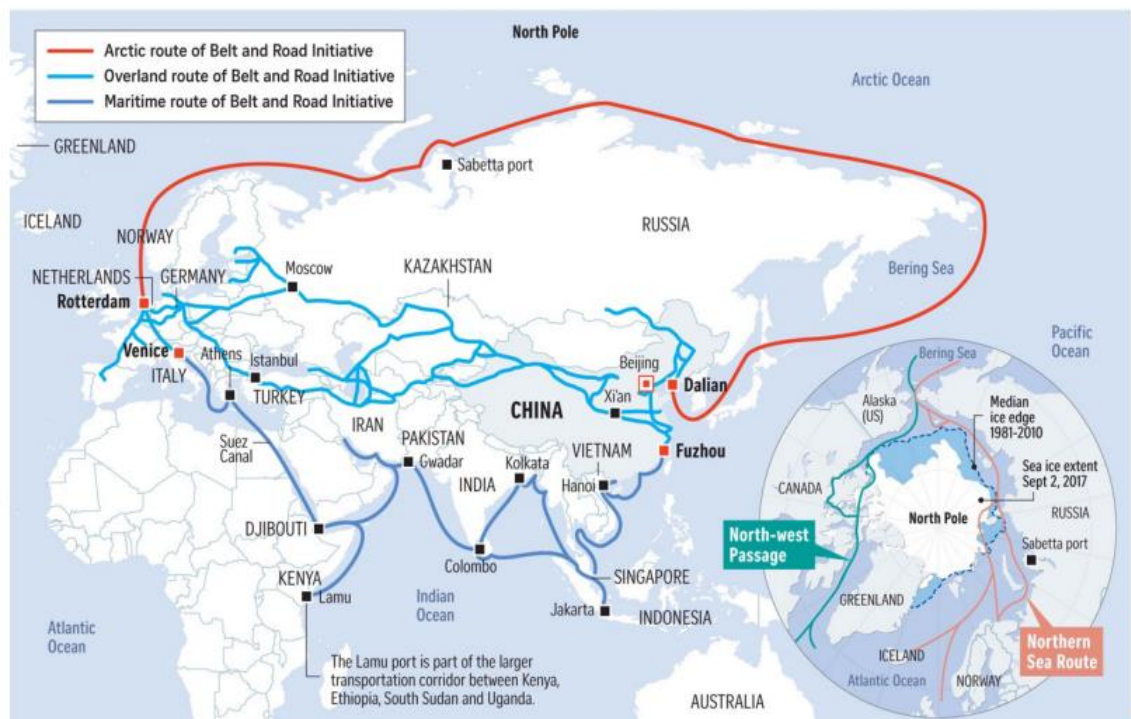 North Pole
Arctic route of Belt and Road Initiative
Overland route of Belt and Road Initiative
Maritime route of Belt and Road Initiative
Arctic Ocean
GREENLAND
Sabetta port
ICELAND
NORWAY
RUSSIA
NETHERLANDS
GERMANY
Moscow
KAZAKHSTAN
Bering Sea
Rotterdam
Pacific
Ocean
Venice
Athens
Istanbul
Beijing
Dalian
ITALY
TURKEY
Xi'an
CHINA
IRAN
Suez
Canal
PAKISTAN
Gwadar
Kolkata
VIETNAM
Fuzhou
INDIA
Hanoi
DJIBOUTI
Colombo
KENYA
Lamu
Indian
Ocean
SINGAPORE
Jakarta
INDONESIA
Atlantic
Ocean
The Lamu port is part of the larger
transportation corridor between Kenya,
Ethiopia, South Sudan and Uganda.
AUSTRALIA
Bering Sea
Alaska
(US)
Median
ice edge
1981-2010
Sea ice extent
Sept 2, 2017
CANADA
North Pole
RUSSIA
North-west
Passage
Sabetta port
GREENLAND
Northern
Sea Route
ICELAND
Atlantic Ocean
NORWAY